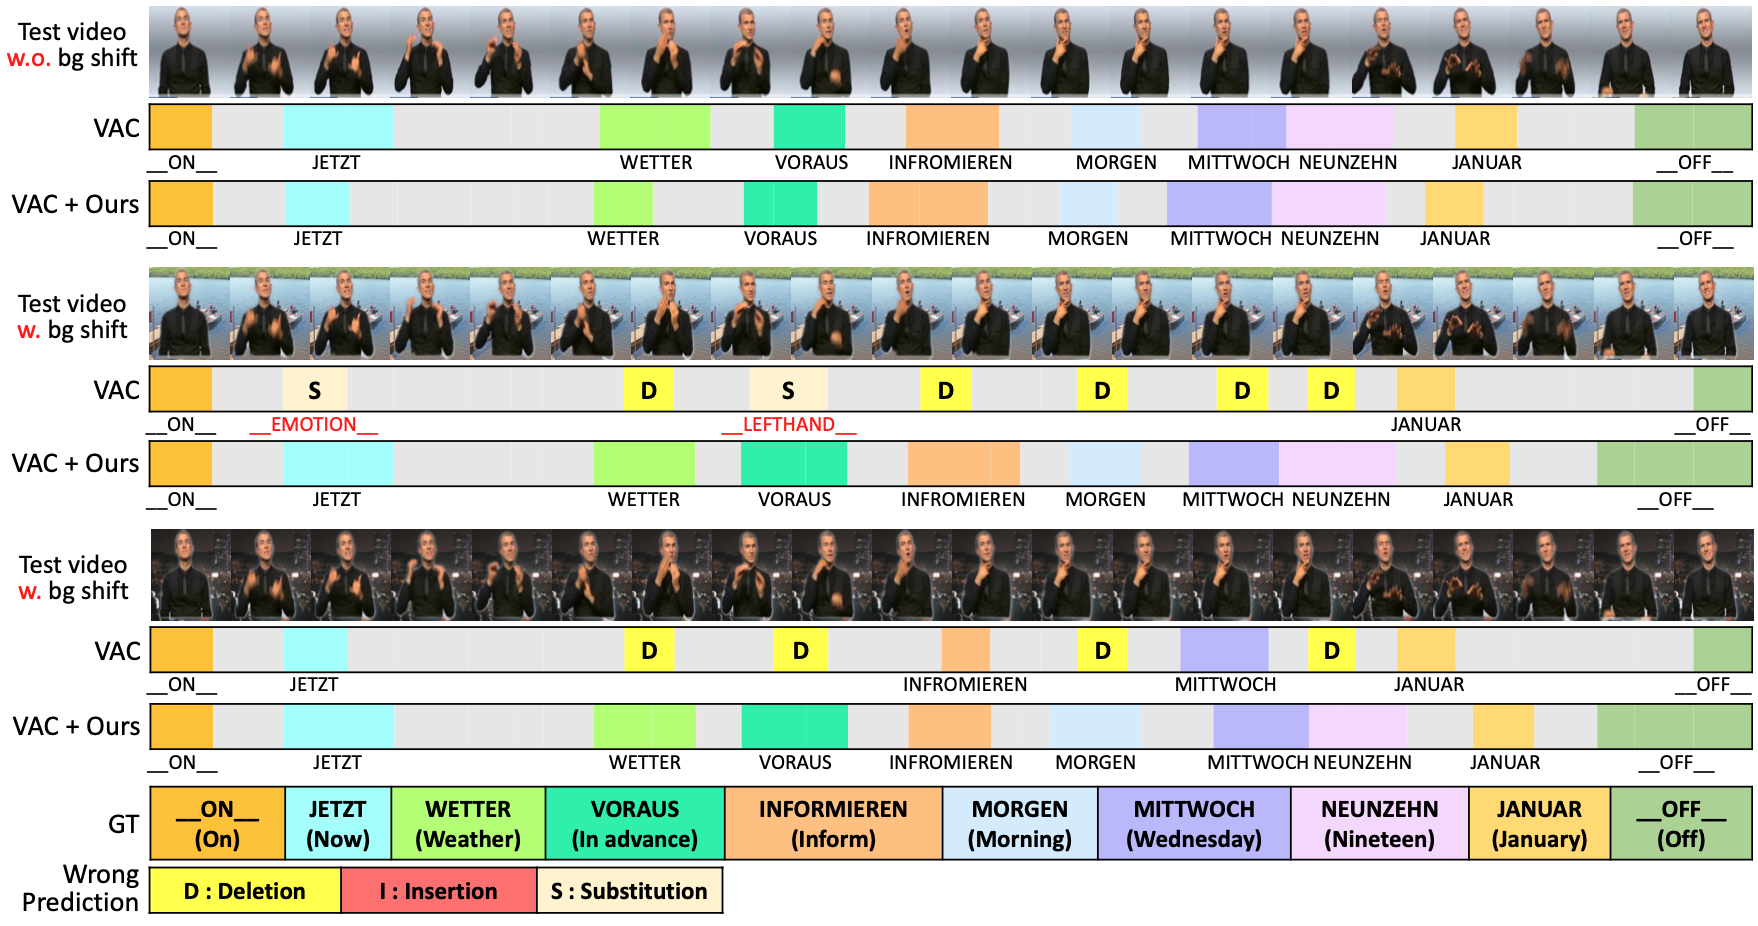 Test video
w.o. bg shift
VAC
__ON__ JETZT WETTER VORAUS INFROMIEREN MORGEN MITTWOCH NEUNZEHN JANUAR __OFF__
VAC + Ours
__ON__ JETZT WETTER VORAUS INFROMIEREN MORGEN MITTWOCH NEUNZEHN JANUAR __OFF__
Test video
w. bg shift
VAC S D S D D D D
__ON__ __EMOTION__ __LEFTHAND__ JANUAR __OFF__
VAC + Ours
__ON__ JETZT WETTER VORAUS INFROMIEREN MORGEN MITTWOCH NEUNZEHN JANUAR __OFF__
Test video
w. bg shift
VAC D D D D
__ON__ JETZT INFROMIEREN MITTWOCH JANUAR __OFF__
VAC + Ours
__ON__ JETZT WETTER VORAUS INFROMIEREN MORGEN MITTWOCH NEUNZEHN JANUAR __OFF__
GT
__ON__ JETZT WETTER VORAUS INFORMIEREN MORGEN MITTWOCH NEUNZEHN JANUAR __OFF__
(On) (Now) (Weather) (In advance) (Inform) (Morning) (Wednesday) (Nineteen) (January) (Off)
Wrong
Prediction
D : Deletion I : Insertion S : Substitution